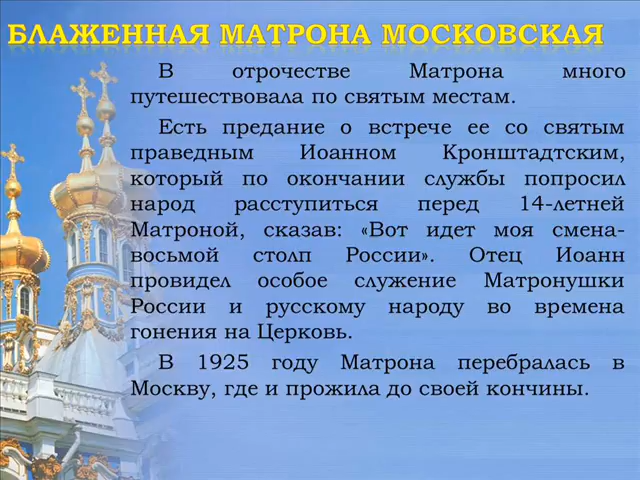 БЛАЖЕННАЯ МАТРОНА МОСКОВСКАЯ
В отрочестве Матрона много
путешествовала по святым местам.
Есть предание о встрече ее со святым
праведным Иоанном Кронштадтским,
который по окончании службы попросил
народ расступиться перед 14-летней
Матроной, сказав: «Вот идет моя смена-
восьмой столп России». Отец Иоанн
провидел особое служение Матронушки
России и русскому народу во времена
гонения на Церковь.
В 1925 году Матрона перебралась в
Москву, где и прожила до своей кончины.